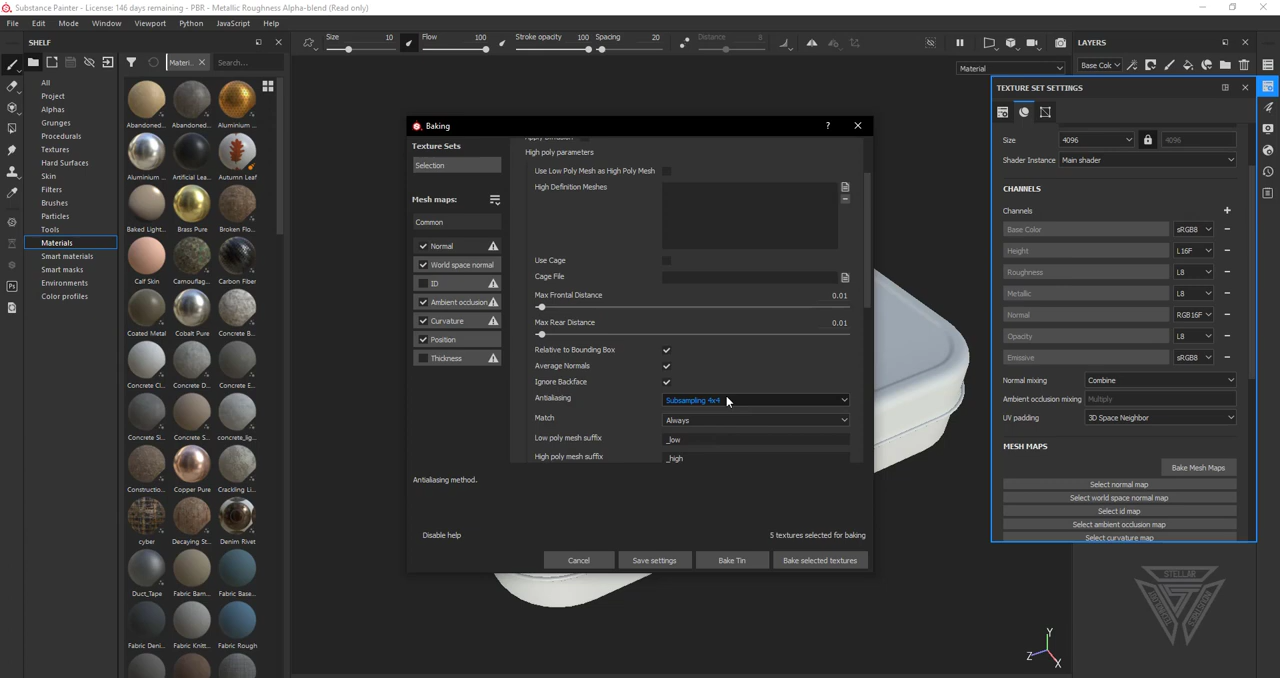 Substance Painter - License: 146 days remaining - PBR - Metallic Roughness Alpha-blend (Read only)
File Edit Mode Window Viewport Python JavaScript Help
SHELF
Size 10
Flow 100
Stroke opacity 100
Spacing 20
Distance 8
LAYERS
Materi...
Search...
Material
Base Colc
All
Project
Alphas
Grunges
Procedurals
Textures
Hard Surfaces
Skin
Filters
Brushes
Particles
Tools
Materials
Smart materials
Smart masks
Environments
Color profiles
Abandoned... Abandoned... Aluminium ...
Aluminium ... Artificial Lea... Autumn Leaf
Baked Light... Brass Pure Broken Flo...
Calf Skin Camouflag... Carbon Fiber
Coated Metal Cobalt Pure Concrete B...
Concrete Cl... Concrete D...
Concrete Si... concrete_lig...
Constructio... Copper Pure Crackling Li...
cyber Decaying St... Denim Rivet
Duct_Tape Fabric Bam... Fabric Base...
Fabric Deni... Fabric Knitt... Fabric Rough
Baking
?
Texture Sets
Selection
Mesh maps:
Common
Normal
World space normal
ID
Ambient occlusion
Curvature
Position
Thickness
High poly parameters
Use Low Poly Mesh as High Poly Mesh
High Definition Meshes
Use Cage
Cage File
Max Frontal Distance 0.01
Max Rear Distance 0.01
Relative to Bounding Box
Average Normals
Ignore Backface
Antialiasing Subsampling 4x4
Match Always
Low poly mesh suffix _low
High poly mesh suffix _high
Antialiasing method.
Disable help
5 textures selected for baking
Cancel
Save settings
Bake Tin
Bake selected textures
TEXTURE SET SETTINGS
Size 4096 4096
Shader Instance Main shader
CHANNELS
Channels
Base Color sRGB8
Height L16F
Roughness L8
Metallic L8
Normal RGB16F
Opacity L8
Emissive sRGB8
Normal mixing Combine
Ambient occlusion mixing Multiply
UV padding 3D Space Neighbor
MESH MAPS
Bake Mesh Maps
Select normal map
Select world space normal map
Select id map
Select ambient occlusion map
Select curvature map
STELLAR
Y
Z
X